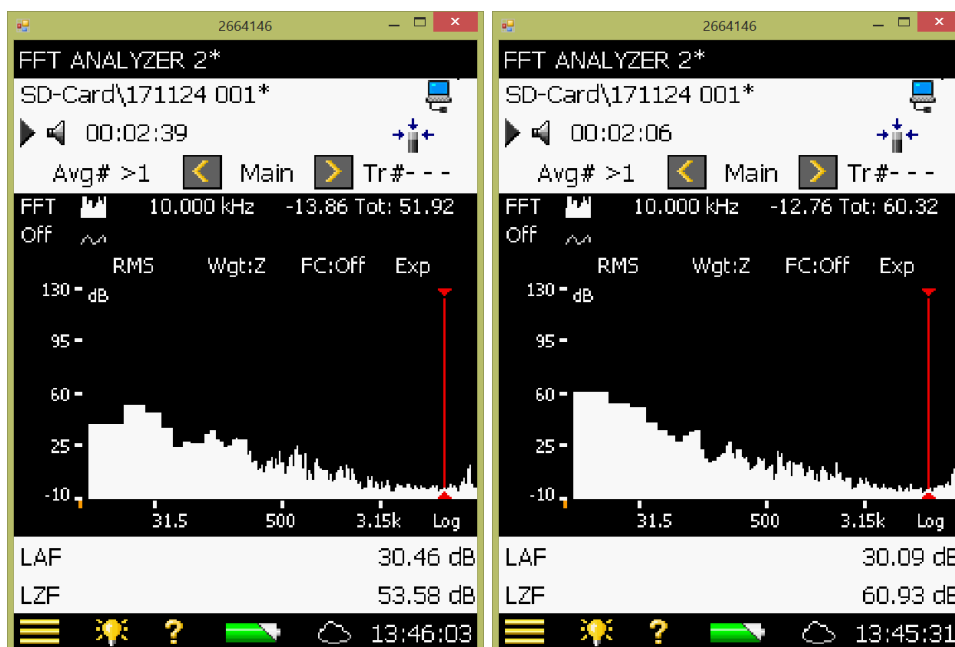 2664146
FFT ANALYZER 2*
SD-Card\171124 001*
00:02:39
Avg# >1 < Main > Tr#- - -
FFT 10.000 kHz -13.86 Tot: 51.92
Off
RMS Wgt:Z FC:Off Exp
130 dB
95
60
25
-10
31.5 500 3.15k Log
LAF 30.46 dB
LZF 53.58 dB
? 13:46:03
2664146
FFT ANALYZER 2*
SD-Card\171124 001*
00:02:06
Avg# >1 < Main > Tr#- - -
FFT 10.000 kHz -12.76 Tot: 60.32
Off
RMS Wgt:Z FC:Off Exp
130 dB
95
60
25
-10
31.5 500 3.15k Log
LAF 30.09 dB
LZF 60.93 dB
? 13:45:31